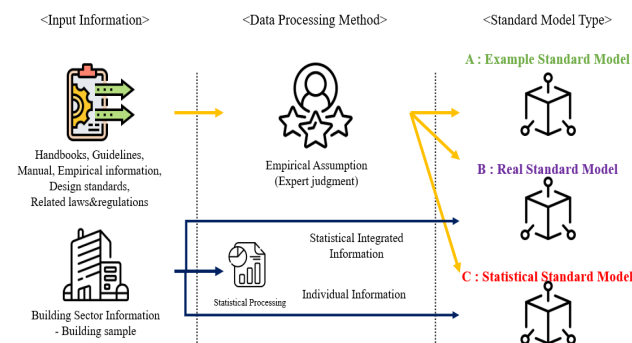 <Input Information>
<Data Processing Method>
<Standard Model Type>
A : Example Standard Model
Handbooks, Guidelines,
Manual, Empirical information,
Design standards,
Related laws&regulations
Empirical Assumption
(Expert judgment)
B : Real Standard Model
Statistical Integrated
Information
C : Statistical Standard Model
Statistical Processing
Individual Information
Building Sector Information
- Building sample